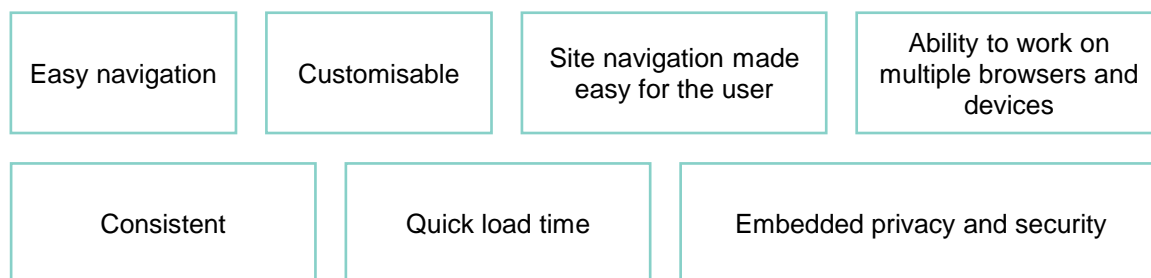 Easy navigation
Customisable
Site navigation made
easy for the user
Ability to work on
multiple browsers and
devices
Consistent
Quick load time
Embedded privacy and security